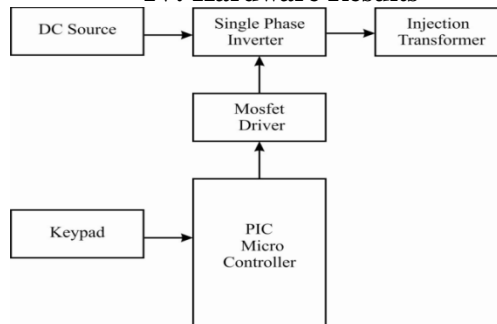 DC Source
Single Phase
Inverter
Injection
Transformer
Mosfet
Driver
Keypad
PIC
Micro
Controller